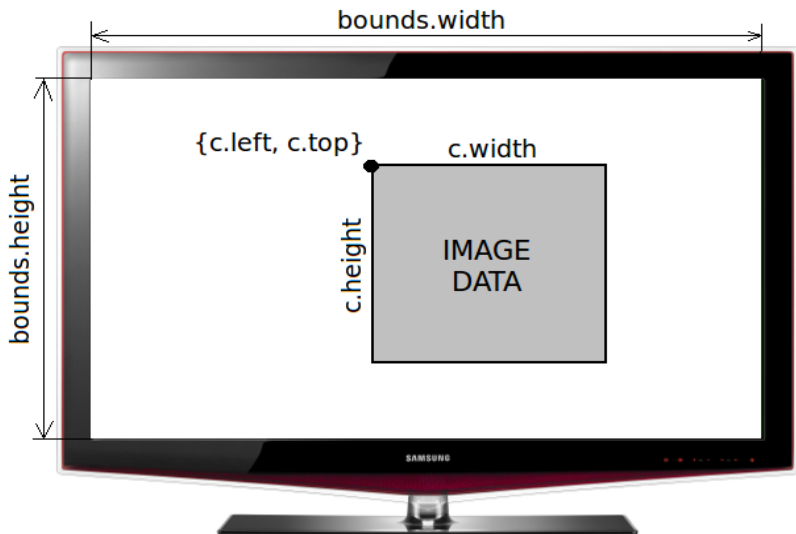 bounds.width
{c.left, c.top}
c.width
bounds.height
c.height
IMAGE
DATA
SAMSUNG